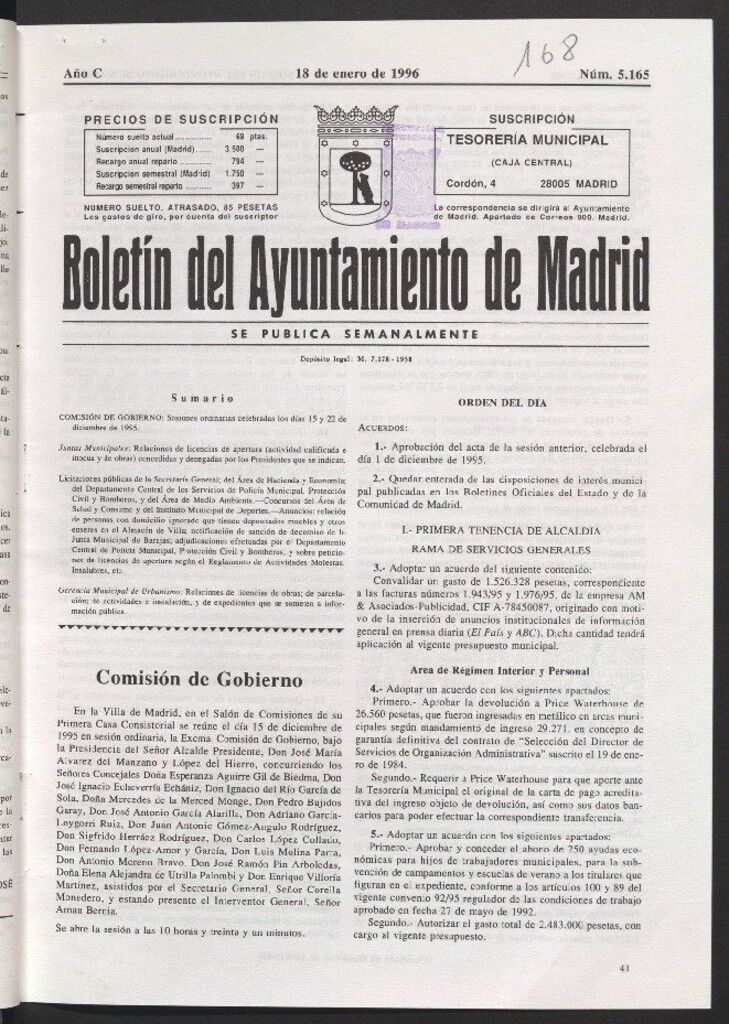 168
Año C
18 de enero de 1996
Núm. 5.165
PRECIOS DE SUSCRIPCIÓN
Número suelto actual .............. 69 ptas.
Suscripción anual (Madrid) ..... 3.500 —
Recargo anual reparto ............ 794 —
Suscripción semestral (Madrid) 1.750 —
Recargo semestral reparto ....... 397 —
NUMERO SUELTO, ATRASADO, 85 PESETAS
Los gastos de giro, por cuenta del suscriptor
SUSCRIPCIÓN
TESORERÍA MUNICIPAL
(CAJA CENTRAL)
Cordón, 4 28005 MADRID
La correspondencia se dirigirá al Ayuntamiento
de Madrid. Apartado de Correos 900. Madrid.
Boletín del Ayuntamiento de Madrid
SE PUBLICA SEMANALMENTE
Depósito legal: M. 7.178 - 1958
Sumario
COMISIÓN DE GOBIERNO: Sesiones ordinarias celebradas los días 15 y 22 de
diciembre de 1995.
Juntas Municipales: Relaciones de licencias de apertura (actividad calificada e
inocua y de obras) concedidas y denegadas por los Presidentes que se indican.
Licitaciones públicas de la Secretaría General; del Área de Hacienda y Economía;
del Departamento Central de los Servicios de Policía Municipal, Protección
Civil y Bomberos, y del Área de Medio Ambiente.—Concursos del Área de
Salud y Consumo y del Instituto Municipal de Deportes.—Anuncios: relación
de personas con domicilio ignorado que tienen depositados muebles y otros
enseres en el Almacén de Villa; notificación de sanción de decomiso de la
Junta Municipal de Barajas; adjudicaciones efectuadas por el Departamento
Central de Policía Municipal, Protección Civil y Bomberos, y sobre peticiones
de licencias de apertura según el Reglamento de Actividades Molestas,
Insalubres, etc.
Gerencia Municipal de Urbanismo: Relaciones de licencias de obras; de parcela-
ción; de actividades e instalación, y de expedientes que se someten a infor-
mación pública.
Comisión de Gobierno
En la Villa de Madrid, en el Salón de Comisiones de su
Primera Casa Consistorial se reúne el día 15 de diciembre de
1995 en sesión ordinaria, la Excma. Comisión de Gobierno, bajo
la Presidencia del Señor Alcalde Presidente, Don José María
Alvarez del Manzano y López del Hierro, concurriendo los
Señores Concejales Doña Esperanza Aguirre Gil de Biedma, Don
José Ignacio Echeverría Echániz, Don Ignacio del Río García de
Sola, Doña Mercedes de la Merced Monge, Don Pedro Bujidos
Garay, Don José Antonio García Alarilla, Don Adriano García-
Loygorri Ruiz, Don Juan Antonio Gómez-Angulo Rodríguez,
Don Sigfrido Herráez Rodríguez, Don Carlos López Collado,
Don Fernando López-Amor y García, Don Luis Molina Parra,
Don Antonio Moreno Bravo, Don José Ramón Pin Arboledas,
Doña Elena Alejandra de Utrilla Palombi y Don Enrique Villoria
Martínez, asistidos por el Secretario General, Señor Corella
Monedero, y estando presente el Interventor General, Señor
Arnau Bernia.
Se abre la sesión a las 10 horas y treinta y un minutos.
ORDEN DEL DIA
ACUERDOS:
1.- Aprobación del acta de la sesión anterior, celebrada el
día 1 de diciembre de 1995.
2.- Quedar enterada de las disposiciones de interés munici-
pal publicadas en los Boletines Oficiales del Estado y de la
Comunidad de Madrid.
I.- PRIMERA TENENCIA DE ALCALDIA
RAMA DE SERVICIOS GENERALES
3.- Adoptar un acuerdo del siguiente contenido:
Convalidar un gasto de 1.526.328 pesetas, correspondiente
a las facturas números 1.943/95 y 1.976/95, de la empresa AM
& Asociados-Publicidad, CIF A-78450087, originado con moti-
vo de la inserción de anuncios institucionales de información
general en prensa diaria (El País y ABC). Dicha cantidad tendrá
aplicación al vigente presupuesto municipal.
Area de Régimen Interior y Personal
4.- Adoptar un acuerdo con los siguientes apartados:
Primero.- Aprobar la devolución a Price Waterhouse de
26.560 pesetas, que fueron ingresadas en metálico en arcas muni-
cipales según mandamiento de ingreso 29.271, en concepto de
garantía definitiva del contrato de "Selección del Director de
Servicios de Organización Administrativa" suscrito el 19 de ene-
ro de 1984.
Segundo.- Requerir a Price Waterhouse para que aporte ante
la Tesorería Municipal el original de la carta de pago acredita-
tiva del ingreso objeto de devolución, así como sus datos ban-
carios para poder efectuar la correspondiente transferencia.
5.- Adoptar un acuerdo con los siguientes apartados:
Primero.- Aprobar y conceder el abono de 250 ayudas eco-
nómicas para hijos de trabajadores municipales, para la sub-
vención de campamentos y escuelas de verano a los titulares que
figuran en el expediente, conforme a los artículos 100 y 89 del
vigente convenio 92/95 regulador de las condiciones de trabajo
aprobado en fecha 27 de mayo de 1992.
Segundo.- Autorizar el gasto total de 2.483.000 pesetas, con
cargo al vigente presupuesto.
41